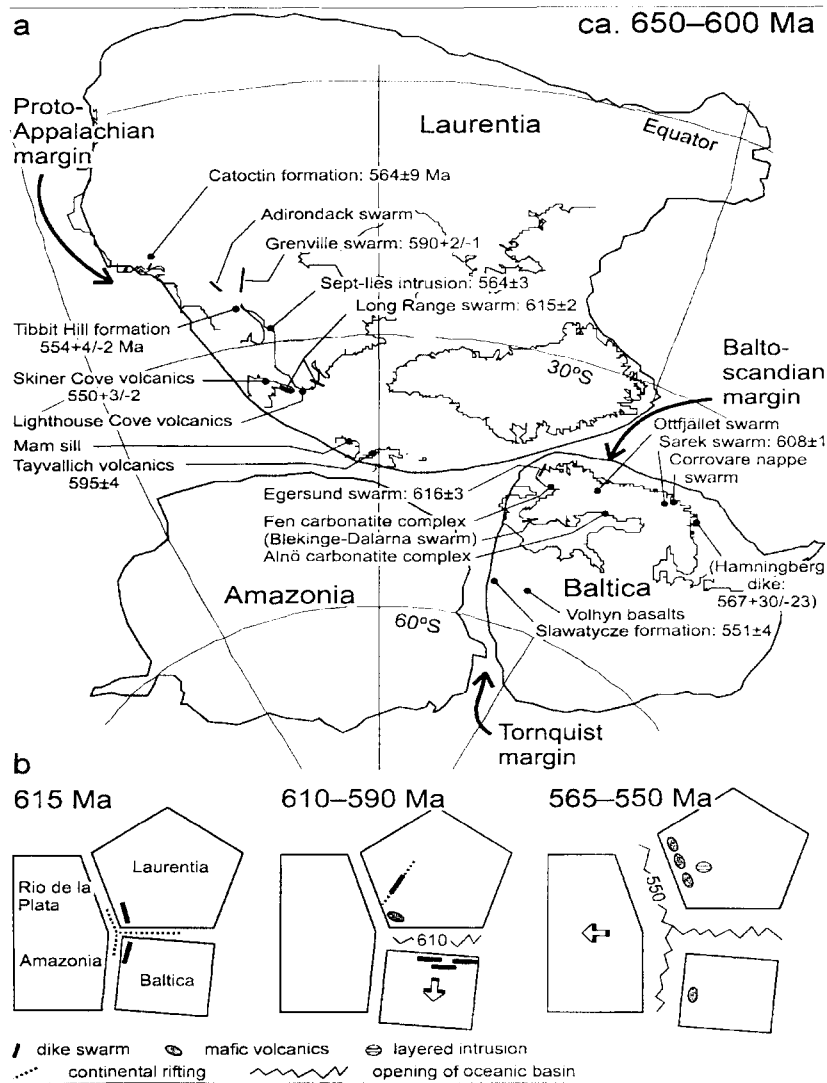 a
ca. 650–600 Ma
Proto-
Appalachian
margin
Laurentia
Equator
Catoctin formation: 564±9 Ma
Adirondack swarm
Grenville swarm: 590+2/-1
Sept-Iles intrusion: 564±3
Long Range swarm: 615±2
Tibbit Hill formation
554+4/-2 Ma
Skiner Cove volcanics
550+3/-2
Lighthouse Cove volcanics
Mam sill
Tayvallich volcanics
595±4
30°S
Balto-
scandian
margin
Ottfjället swarm
Sarek swarm: 608±1
Corrovare nappe
swarm
Egersund swarm: 616±3
Fen carbonatite complex
(Blekinge-Dalarna swarm)
Alnö carbonatite complex
(Hamningberg
dike:
567+30/-23)
Amazonia
Baltica
Volhyn basalts
Slawatycze formation: 551±4
60°S
Tornquist
margin
b
615 Ma
610–590 Ma
565–550 Ma
Rio de la
Plata
Laurentia
Amazonia
Baltica
610
550
dike swarm
mafic volcanics
layered intrusion
continental rifting
opening of oceanic basin